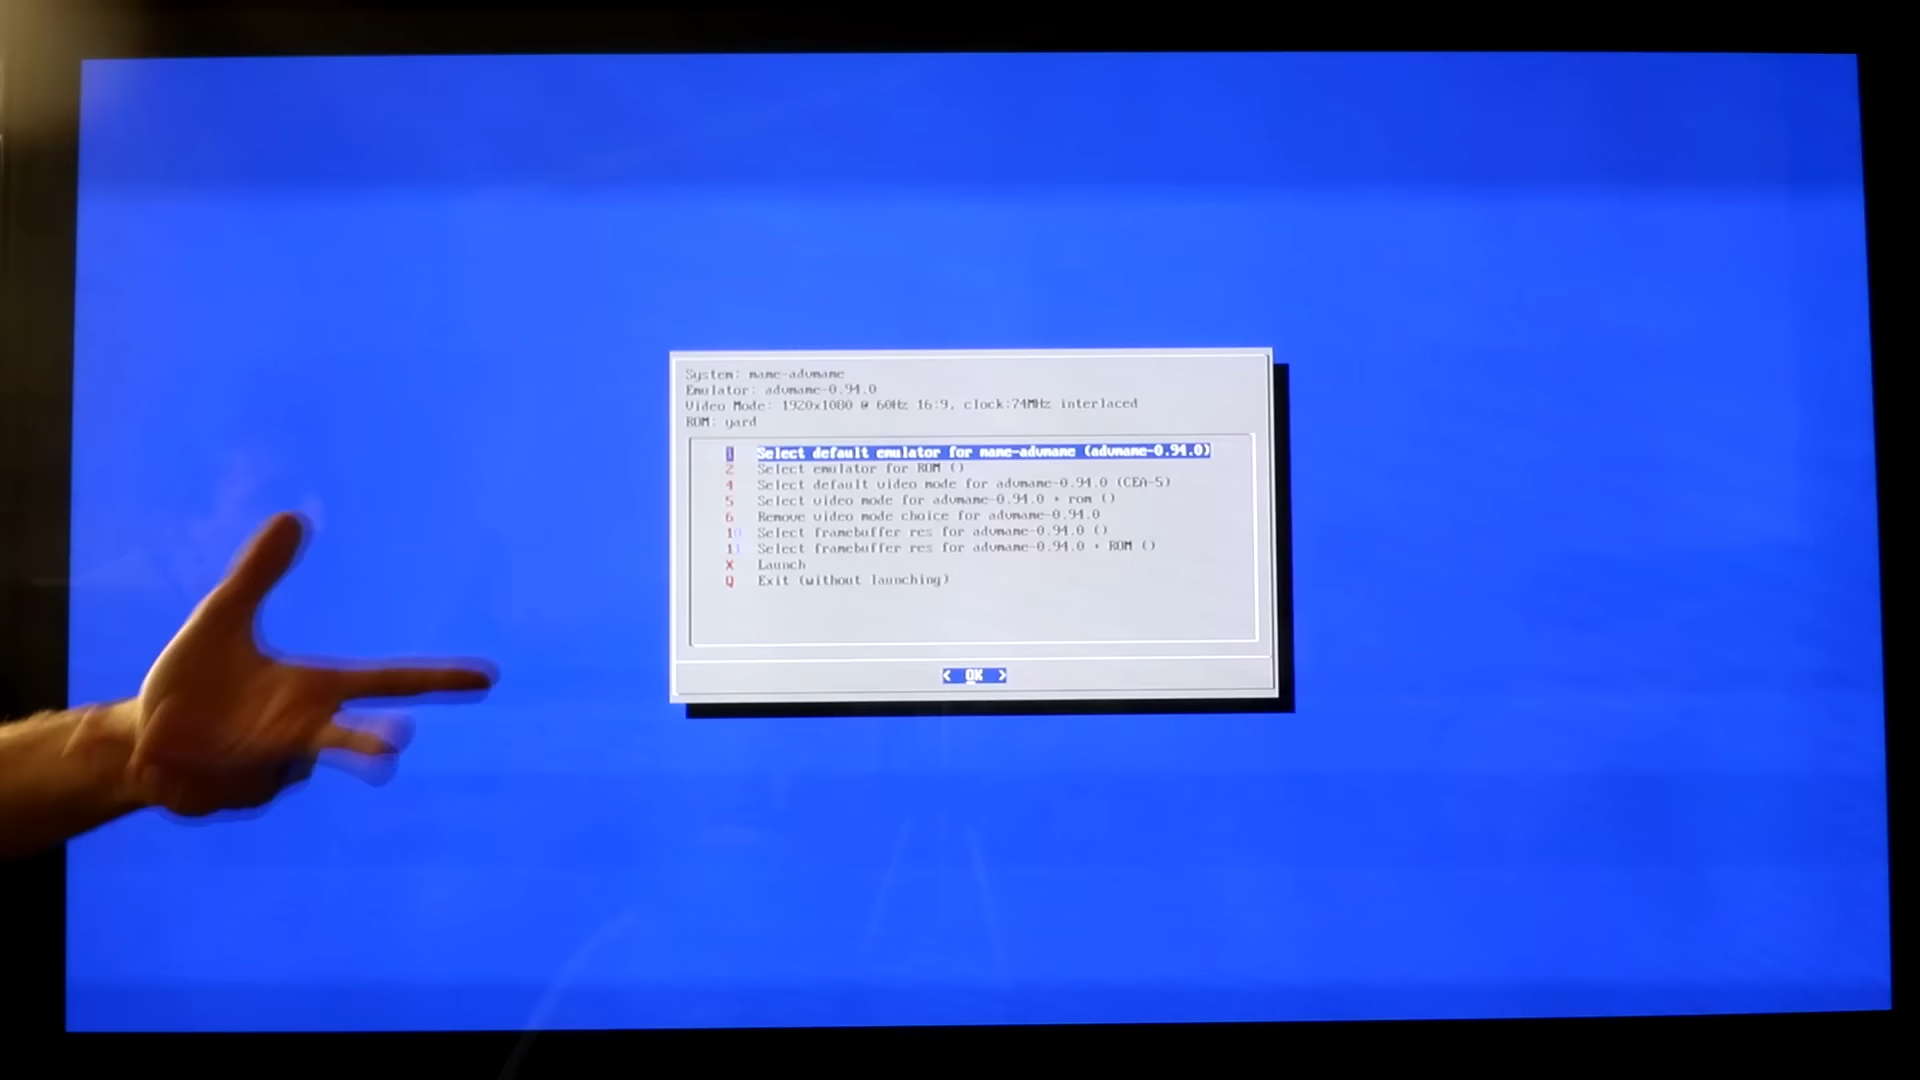 System: mame-advmame
Emulator: advmame-0.94.0
Video Mode: 1920x1080 @ 60Hz 16:9, clock:74MHz interlaced
ROM: yard
1 Select default emulator for mame-advmame (advmame-0.94.0)
2 Select emulator for ROM ()
4 Select default video mode for advmame-0.94.0 (CEA-5)
5 Select video mode for advmame-0.94.0 + rom ()
6 Remove video mode choice for advmame-0.94.0
10 Select framebuffer res for advmame-0.94.0 ()
11 Select framebuffer res for advmame-0.94.0 + ROM ()
X Launch
Q Exit (without launching)
< OK >